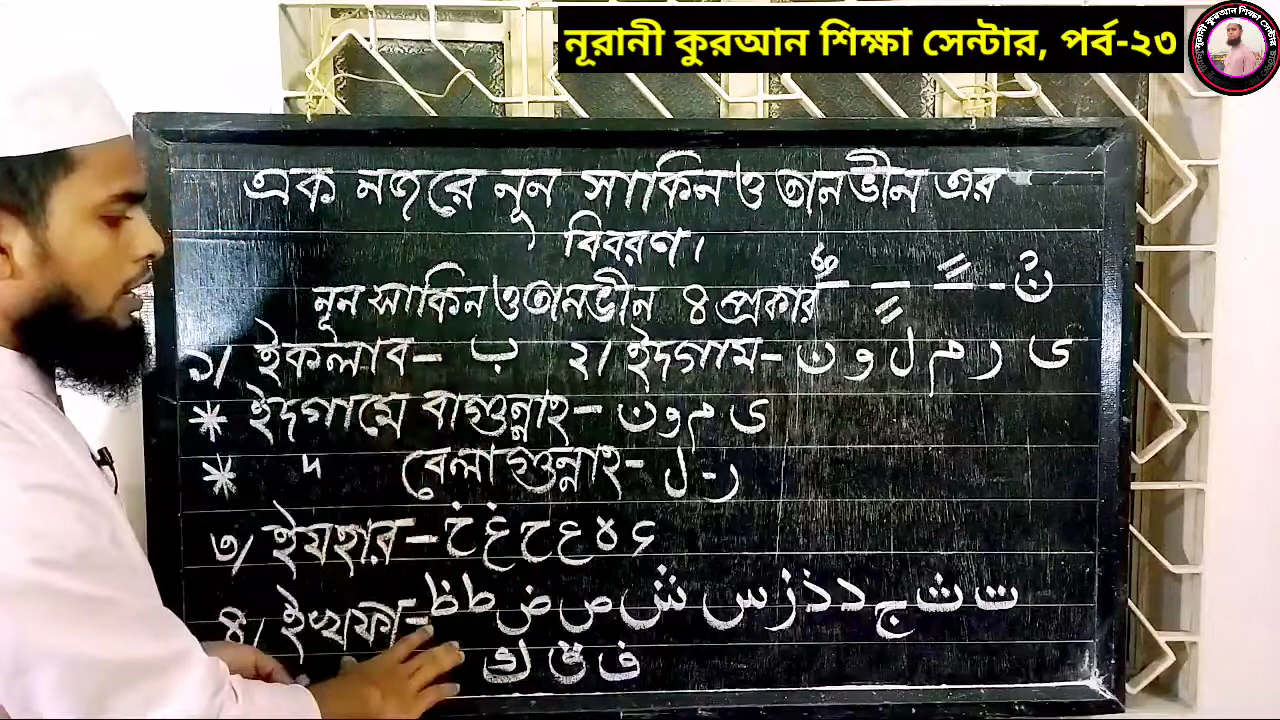 নূরানী কুরআন শিক্ষা সেন্টার, পর্ব-২৩
এক নজরে নূন সাকিন ও তানভীন এর
বিবরণ।
নূন সাকিন ও তানভীন ৪ প্রকার ـً ـٍ ـٌ - نْ
১/ ইকলাব- ب ২/ ইদগাম- ن و ل م ر ی
* ইদগামে বাগুন্নাহ- ن و م ی
* " বেলাগুন্নাহ- ل - ر
৩/ ইযহার- خ غ ح ع ه ء
৪/ ইখফা- ظ ط ض ص ش س ز ذ د ج ث ت
ك ق ف